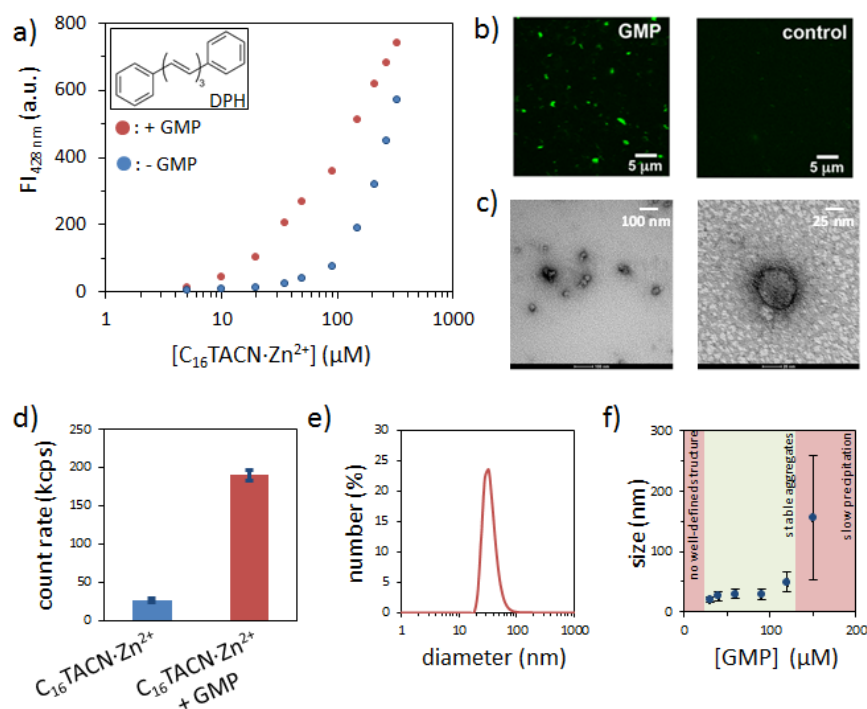 a)
800
600
400
200
0
FI428 nm (a.u.)
3
DPH
: + GMP
: - GMP
1
10
100
1000
[C16TACN·Zn2+] (µM)
b)
GMP
5 µm
control
5 µm
c)
100 nm
25 nm
d)
250
200
150
100
50
0
count rate (kcps)
C16TACN·Zn2+
C16TACN·Zn2+
+ GMP
e)
30
25
20
15
10
5
0
number (%)
1
10
100
1000
diameter (nm)
f)
300
200
100
0
size (nm)
no well-defined structure
stable aggregates
slow precipitation
0
100
200
[GMP] (µM)